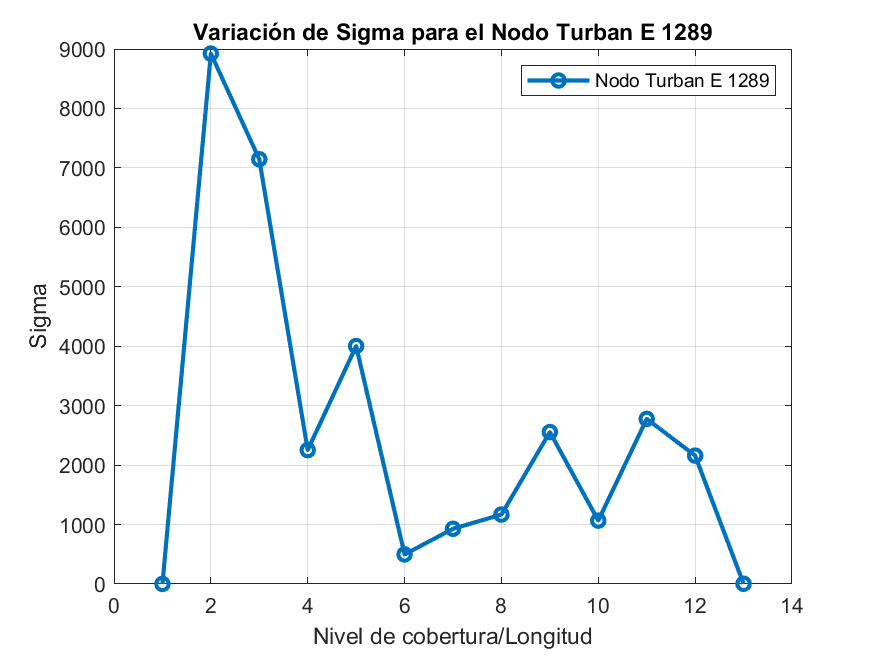 Variación de Sigma para el Nodo Turban E 1289
Nodo Turban E 1289
Sigma
9000
8000
7000
6000
5000
4000
3000
2000
1000
0
0 2 4 6 8 10 12 14
Nivel de cobertura/Longitud